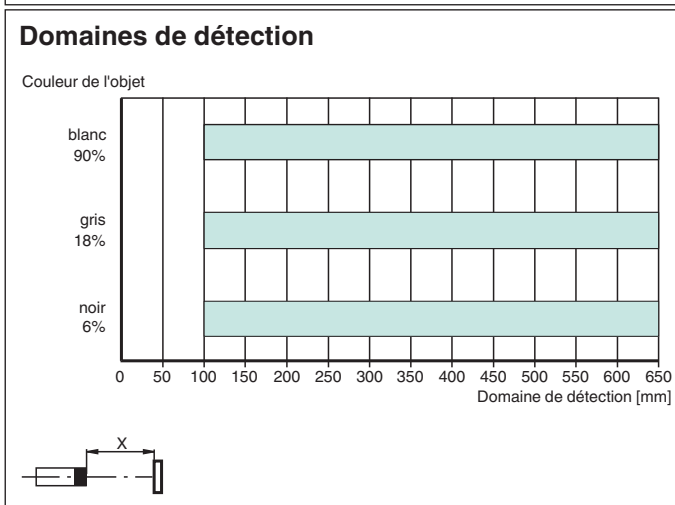 Domaines de détection
Couleur de l'objet
blanc
90%
gris
18%
noir
6%
0 50 100 150 200 250 300 350 400 450 500 550 600 650
Domaine de détection [mm]
X